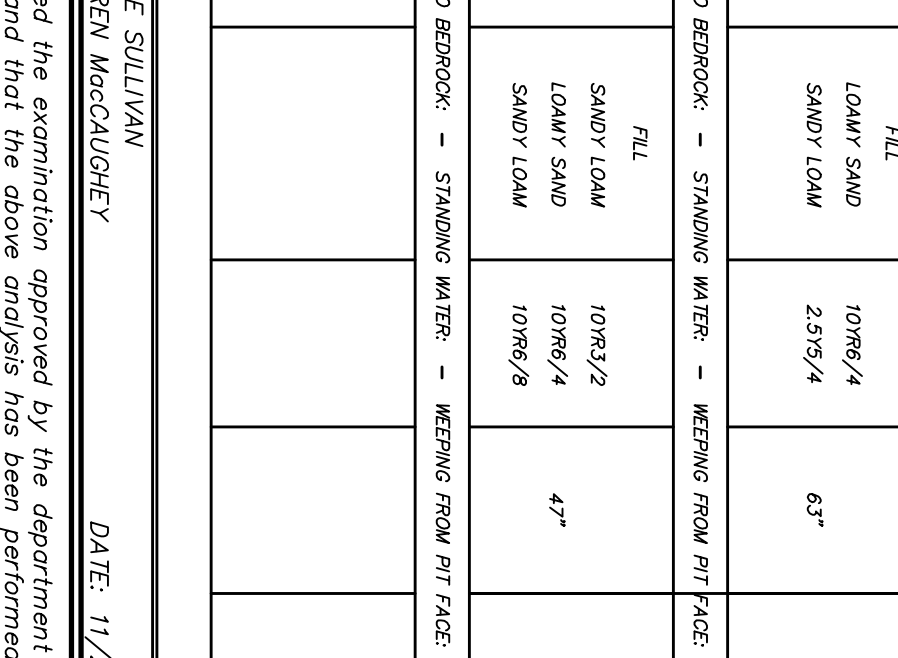 FILL
LOAMY SAND 10YR6/4
SANDY LOAM 2.5Y5/4 63"
O BEDROCK: – STANDING WATER: – WEEPING FROM PIT FACE:
FILL
SANDY LOAM 10YR3/2
LOAMY SAND 10YR6/4 47"
SANDY LOAM 10YR6/8
O BEDROCK: – STANDING WATER: – WEEPING FROM PIT FACE:
E SULLIVAN
REN MacCAUGHEY DATE: 11/
ed the examination approved by the department
and that the above analysis has been performed